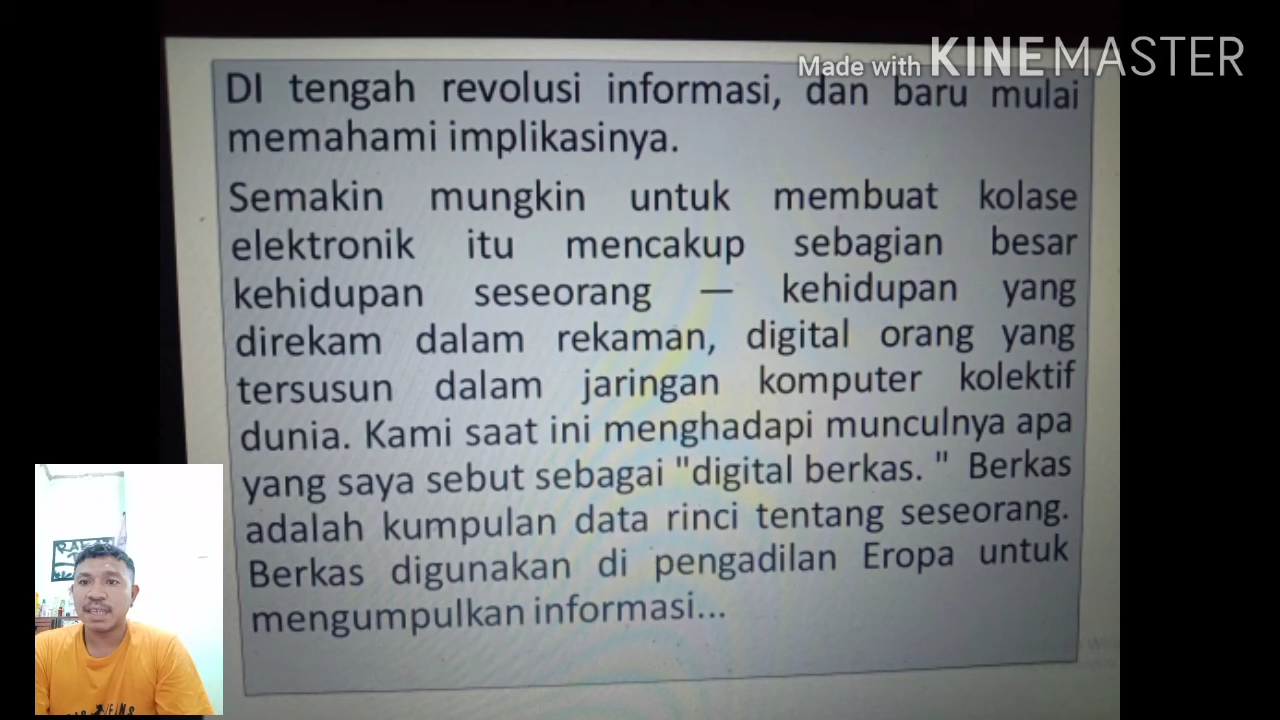 Made with KINEMASTER
DI tengah revolusi informasi, dan baru mulai
memahami implikasinya.
Semakin mungkin untuk membuat kolase
elektronik itu mencakup sebagian besar
kehidupan seseorang — kehidupan yang
direkam dalam rekaman, digital orang yang
tersusun dalam jaringan komputer kolektif
dunia. Kami saat ini menghadapi munculnya apa
yang saya sebut sebagai "digital berkas. " Berkas
adalah kumpulan data rinci tentang seseorang.
Berkas digunakan di pengadilan Eropa untuk
mengumpulkan informasi...